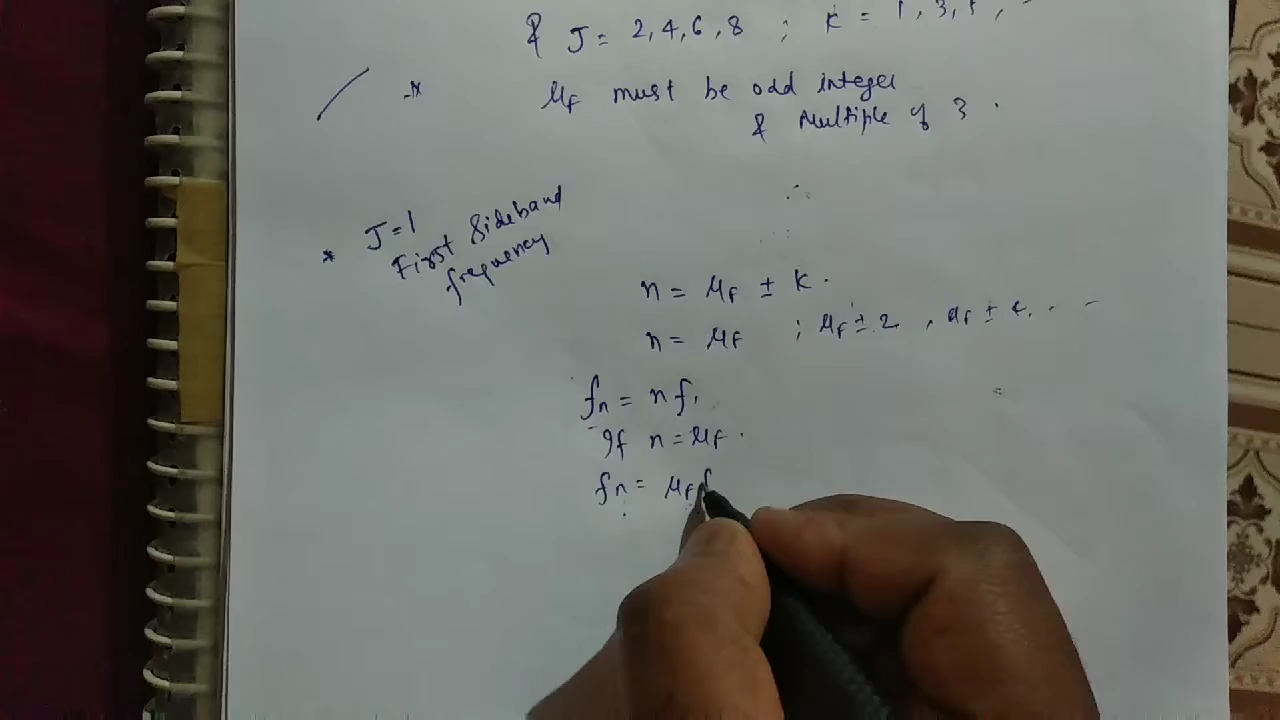 & J = 2, 4, 6, 8 ; K = 1, 3, 5, -
* MF must be odd integer
& Multiple of 3 .
* J=1
First Sideband
frequency
n = MF ± K .
n = MF ; MF ± 2 , MF ± 4 . . -
fn = n f1
If n = MF .
fn = MF f